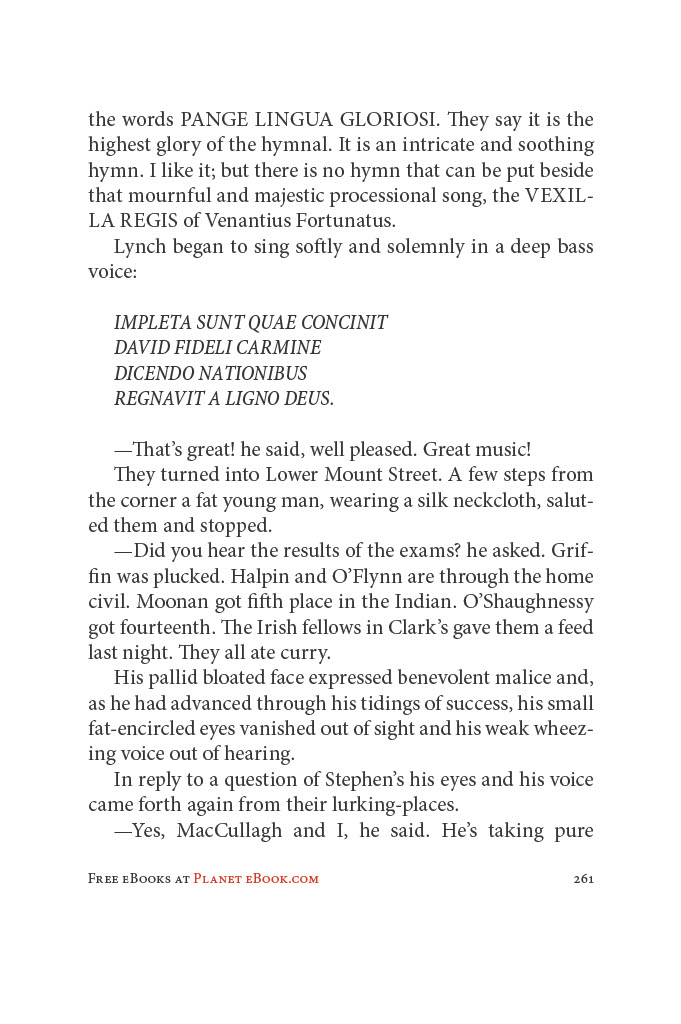 the words PANGE LINGUA GLORIOSI. They say it is the
highest glory of the hymnal. It is an intricate and soothing
hymn. I like it; but there is no hymn that can be put beside
that mournful and majestic processional song, the VEXIL-
LA REGIS of Venantius Fortunatus.
Lynch began to sing softly and solemnly in a deep bass
voice:
IMPLETA SUNT QUAE CONCINIT
DAVID FIDELI CARMINE
DICENDO NATIONIBUS
REGNAVIT A LIGNO DEUS.
—That’s great! he said, well pleased. Great music!
They turned into Lower Mount Street. A few steps from
the corner a fat young man, wearing a silk neckcloth, salut-
ed them and stopped.
—Did you hear the results of the exams? he asked. Grif-
fin was plucked. Halpin and O’Flynn are through the home
civil. Moonan got fifth place in the Indian. O’Shaughnessy
got fourteenth. The Irish fellows in Clark’s gave them a feed
last night. They all ate curry.
His pallid bloated face expressed benevolent malice and,
as he had advanced through his tidings of success, his small
fat-encircled eyes vanished out of sight and his weak wheez-
ing voice out of hearing.
In reply to a question of Stephen’s his eyes and his voice
came forth again from their lurking-places.
—Yes, MacCullagh and I, he said. He’s taking pure
Free eBooks at Planet eBook.com 261